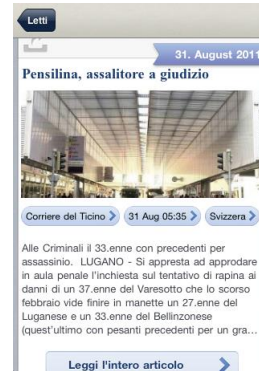 Letti
31. August 2011
Pensilina, assalitore a giudizio
Corriere del Ticino
31 Aug 05:35
Svizzera
Alle Criminali il 33.enne con precedenti per
assassinio. LUGANO - Si appresta ad approdare
in aula penale l'inchiesta sul tentativo di rapina ai
danni di un 37.enne del Varesotto che lo scorso
febbraio vide finire in manette un 27.enne del
Luganese e un 33.enne del Bellinzonese
(quest'ultimo con pesanti precedenti per un gra...
Leggi l'intero articolo